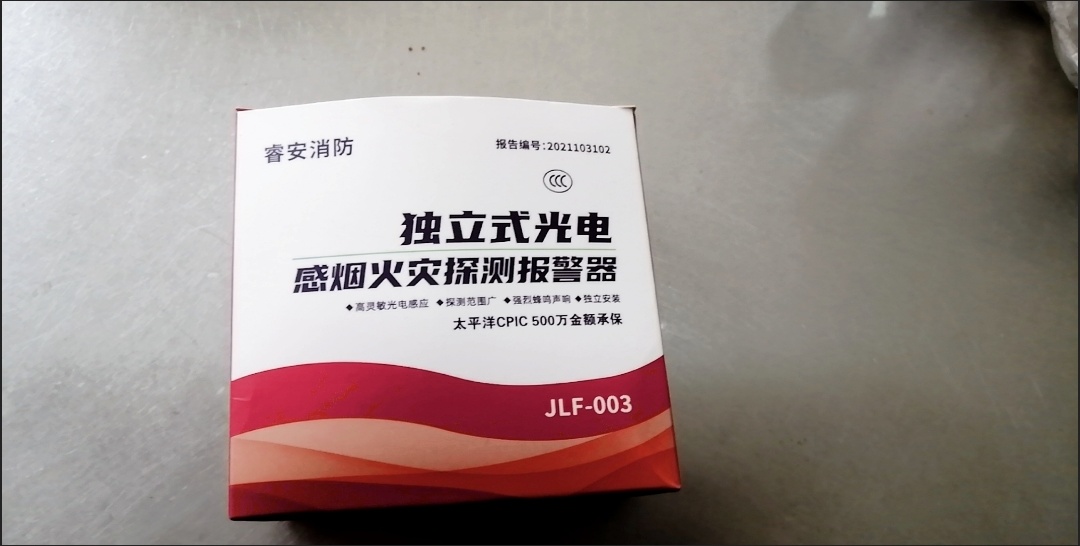 睿安消防
报告编号:2021103102
CCC
独立式光电
感烟火灾探测报警器
◆高灵敏光电感应 ◆探测范围广 ◆强烈蜂鸣声响 ◆独立安装
太平洋CPIC 500万金额承保
JLF-003